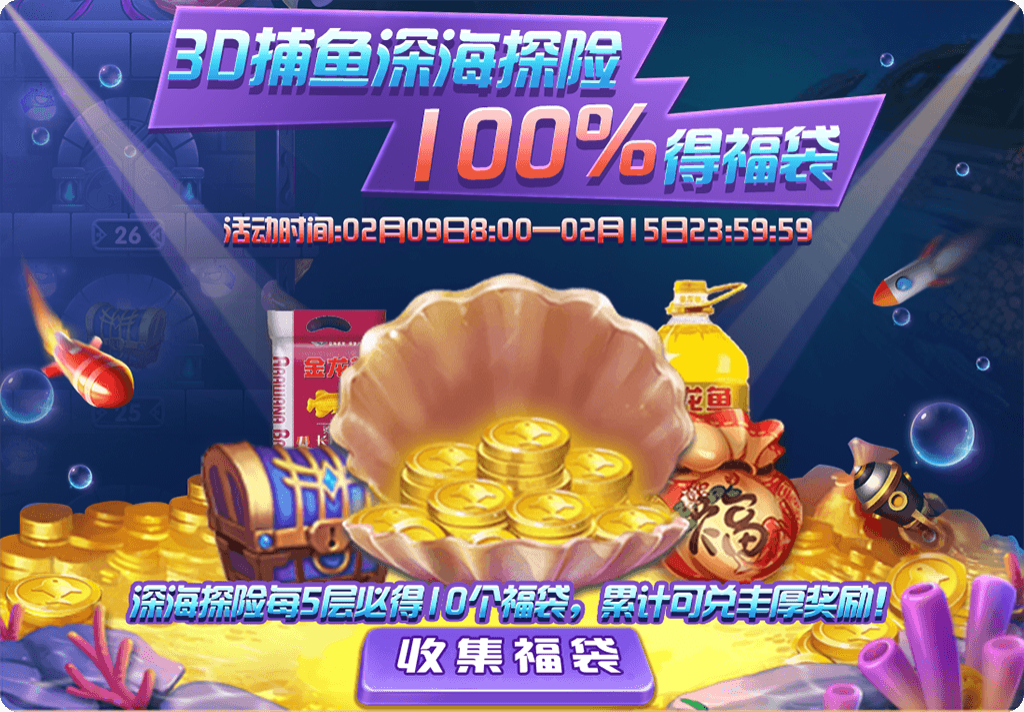 3D捕鱼深海探险
100%得福袋
活动时间:02月09日8:00—02月15日23:59:59
26
金龙
龙鱼
25
福
深海探险每5层必得10个福袋，累计可兑丰厚奖励!
收集福袋